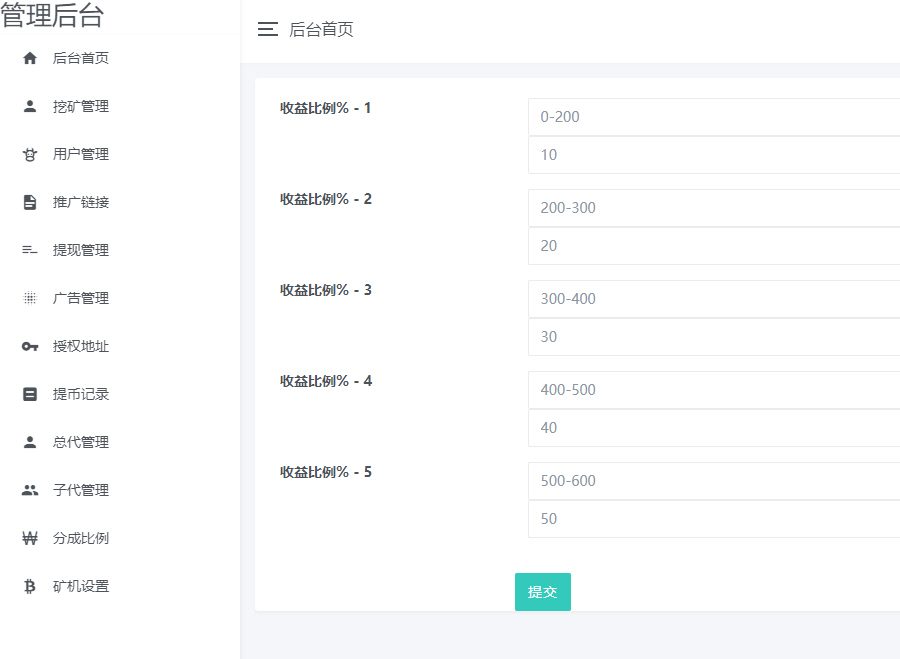 管理后台
后台首页
挖矿管理
用户管理
推广链接
提现管理
广告管理
授权地址
提币记录
总代管理
子代管理
分成比例
矿机设置
后台首页
收益比例% - 1
0-200
10
收益比例% - 2
200-300
20
收益比例% - 3
300-400
30
收益比例% - 4
400-500
40
收益比例% - 5
500-600
50
提交